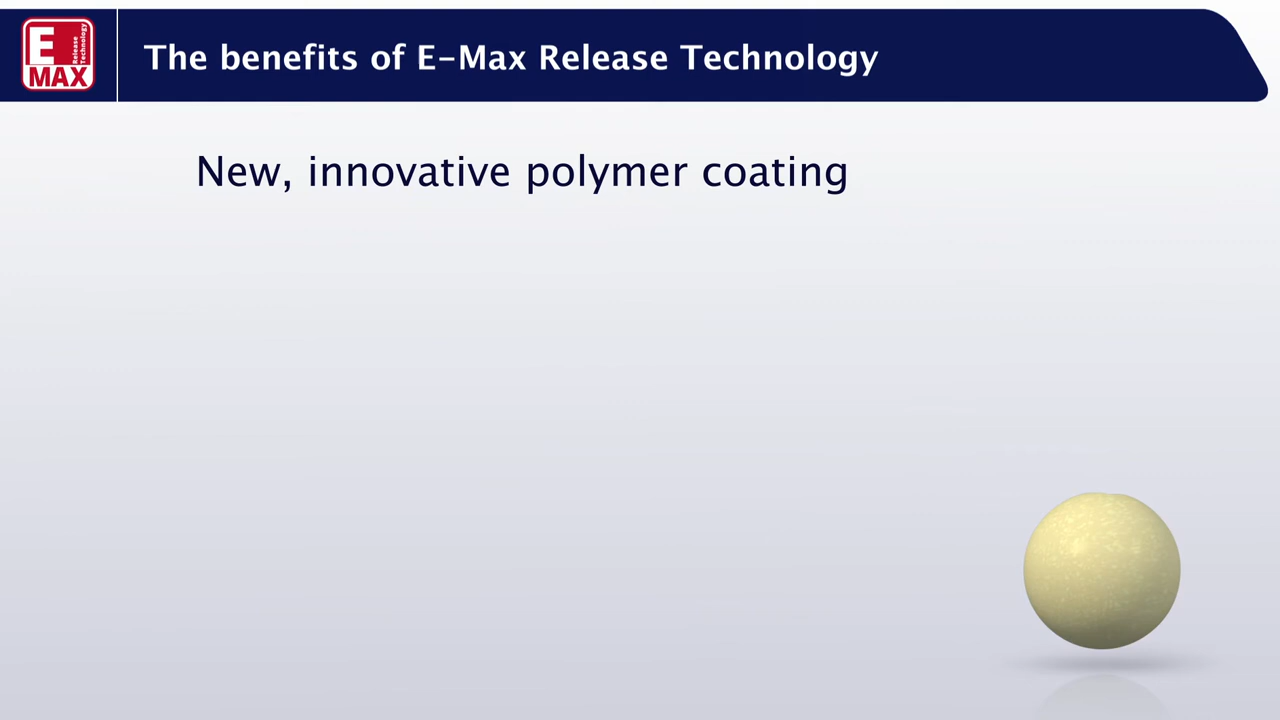 E
Release
Technology
MAX
The benefits of E-Max Release Technology
New, innovative polymer coating